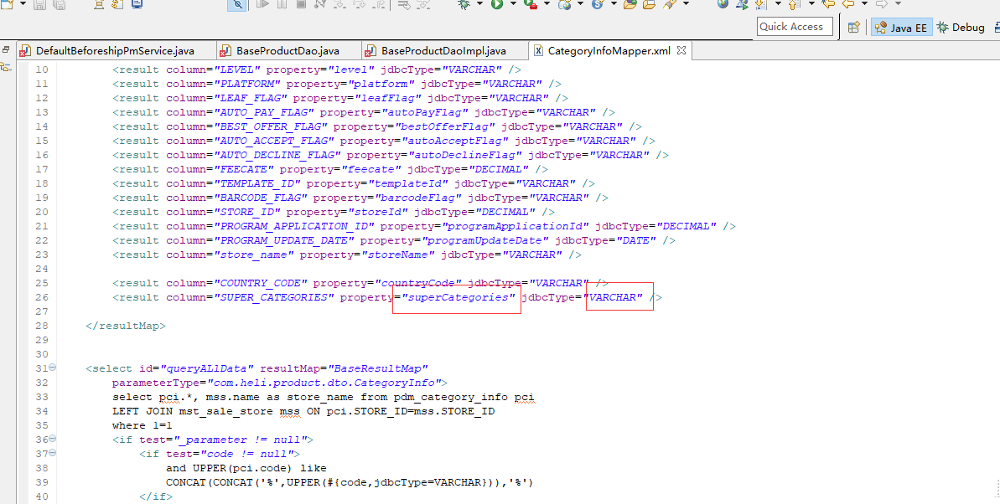 Quick Access
Java EE
Debug
DefaultBeforeshipPmService.java
BaseProductDao.java
BaseProductDaoImpl.java
CategoryInfoMapper.xml
10 <result column="LEVEL" property="level" jdbcType="VARCHAR" />
11 <result column="PLATFORM" property="platform" jdbcType="VARCHAR" />
12 <result column="LEAF_FLAG" property="leafFlag" jdbcType="VARCHAR" />
13 <result column="AUTO_PAY_FLAG" property="autoPayFlag" jdbcType="VARCHAR" />
14 <result column="BEST_OFFER_FLAG" property="bestOfferFlag" jdbcType="VARCHAR" />
15 <result column="AUTO_ACCEPT_FLAG" property="autoAcceptFlag" jdbcType="VARCHAR" />
16 <result column="AUTO_DECLINE_FLAG" property="autoDeclineFlag" jdbcType="VARCHAR" />
17 <result column="FEECATE" property="feecate" jdbcType="DECIMAL" />
18 <result column="TEMPLATE_ID" property="templateId" jdbcType="VARCHAR" />
19 <result column="BARCODE_FLAG" property="barcodeFlag" jdbcType="VARCHAR" />
20 <result column="STORE_ID" property="storeId" jdbcType="DECIMAL" />
21 <result column="PROGRAM_APPLICATION_ID" property="programApplicationId" jdbcType="DECIMAL" />
22 <result column="PROGRAM_UPDATE_DATE" property="programUpdateDate" jdbcType="DATE" />
23 <result column="store_name" property="storeName" jdbcType="VARCHAR" />
24
25 <result column="COUNTRY_CODE" property="countryCode" jdbcType="VARCHAR" />
26 <result column="SUPER_CATEGORIES" property="superCategories" jdbcType="VARCHAR" />
27
28 </resultMap>
29
30
31 <select id="queryALlData" resultMap="BaseResultMap"
32 parameterType="com.heli.product.dto.CategoryInfo">
33 select pci.*, mss.name as store_name from pdm_category_info pci
34 LEFT JOIN mst_sale_store mss ON pci.STORE_ID=mss.STORE_ID
35 where 1=1
36 <if test="_parameter != null">
37 <if test="code != null">
38 and UPPER(pci.code) like
39 CONCAT(CONCAT('%',UPPER(#{code,jdbcType=VARCHAR})),'%')
40 </if>